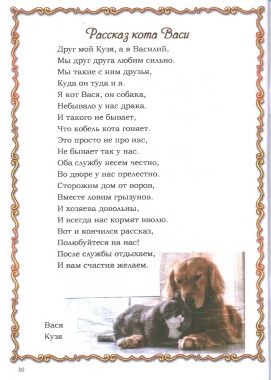 Рассказ кота Васи
Друг мой Кузя, а я Василий,
Мы друг друга любим сильно.
Мы такие с ним друзья,
Куда он туда и я.
Я кот Вася, он собака,
Небывало у нас драка.
И такого не бывает,
Что кобель кота гоняет.
Это просто не про нас,
Не бывает так у нас.
Оба службу несем честно,
Во дворе у нас прелестно.
Сторожим дом от воров,
Вместе ловим грызунов.
И хозяева довольны,
И всегда нас кормят вволю.
Вот и кончился рассказ,
Полюбуйтеся на нас!
После службы отдыхаем,
И вам счастия желаем.
Вася
Кузя
30